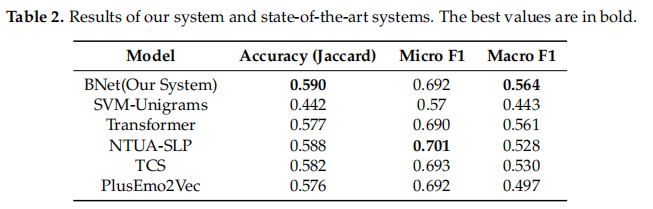 Table 2. Results of our system and state-of-the-art systems. The best values are in bold.
Model Accuracy (Jaccard) Micro F1 Macro F1
BNet(Our System) 0.590 0.692 0.564
SVM-Unigrams 0.442 0.57 0.443
Transformer 0.577 0.690 0.561
NTUA-SLP 0.588 0.701 0.528
TCS 0.582 0.693 0.530
PlusEmo2Vec 0.576 0.692 0.497